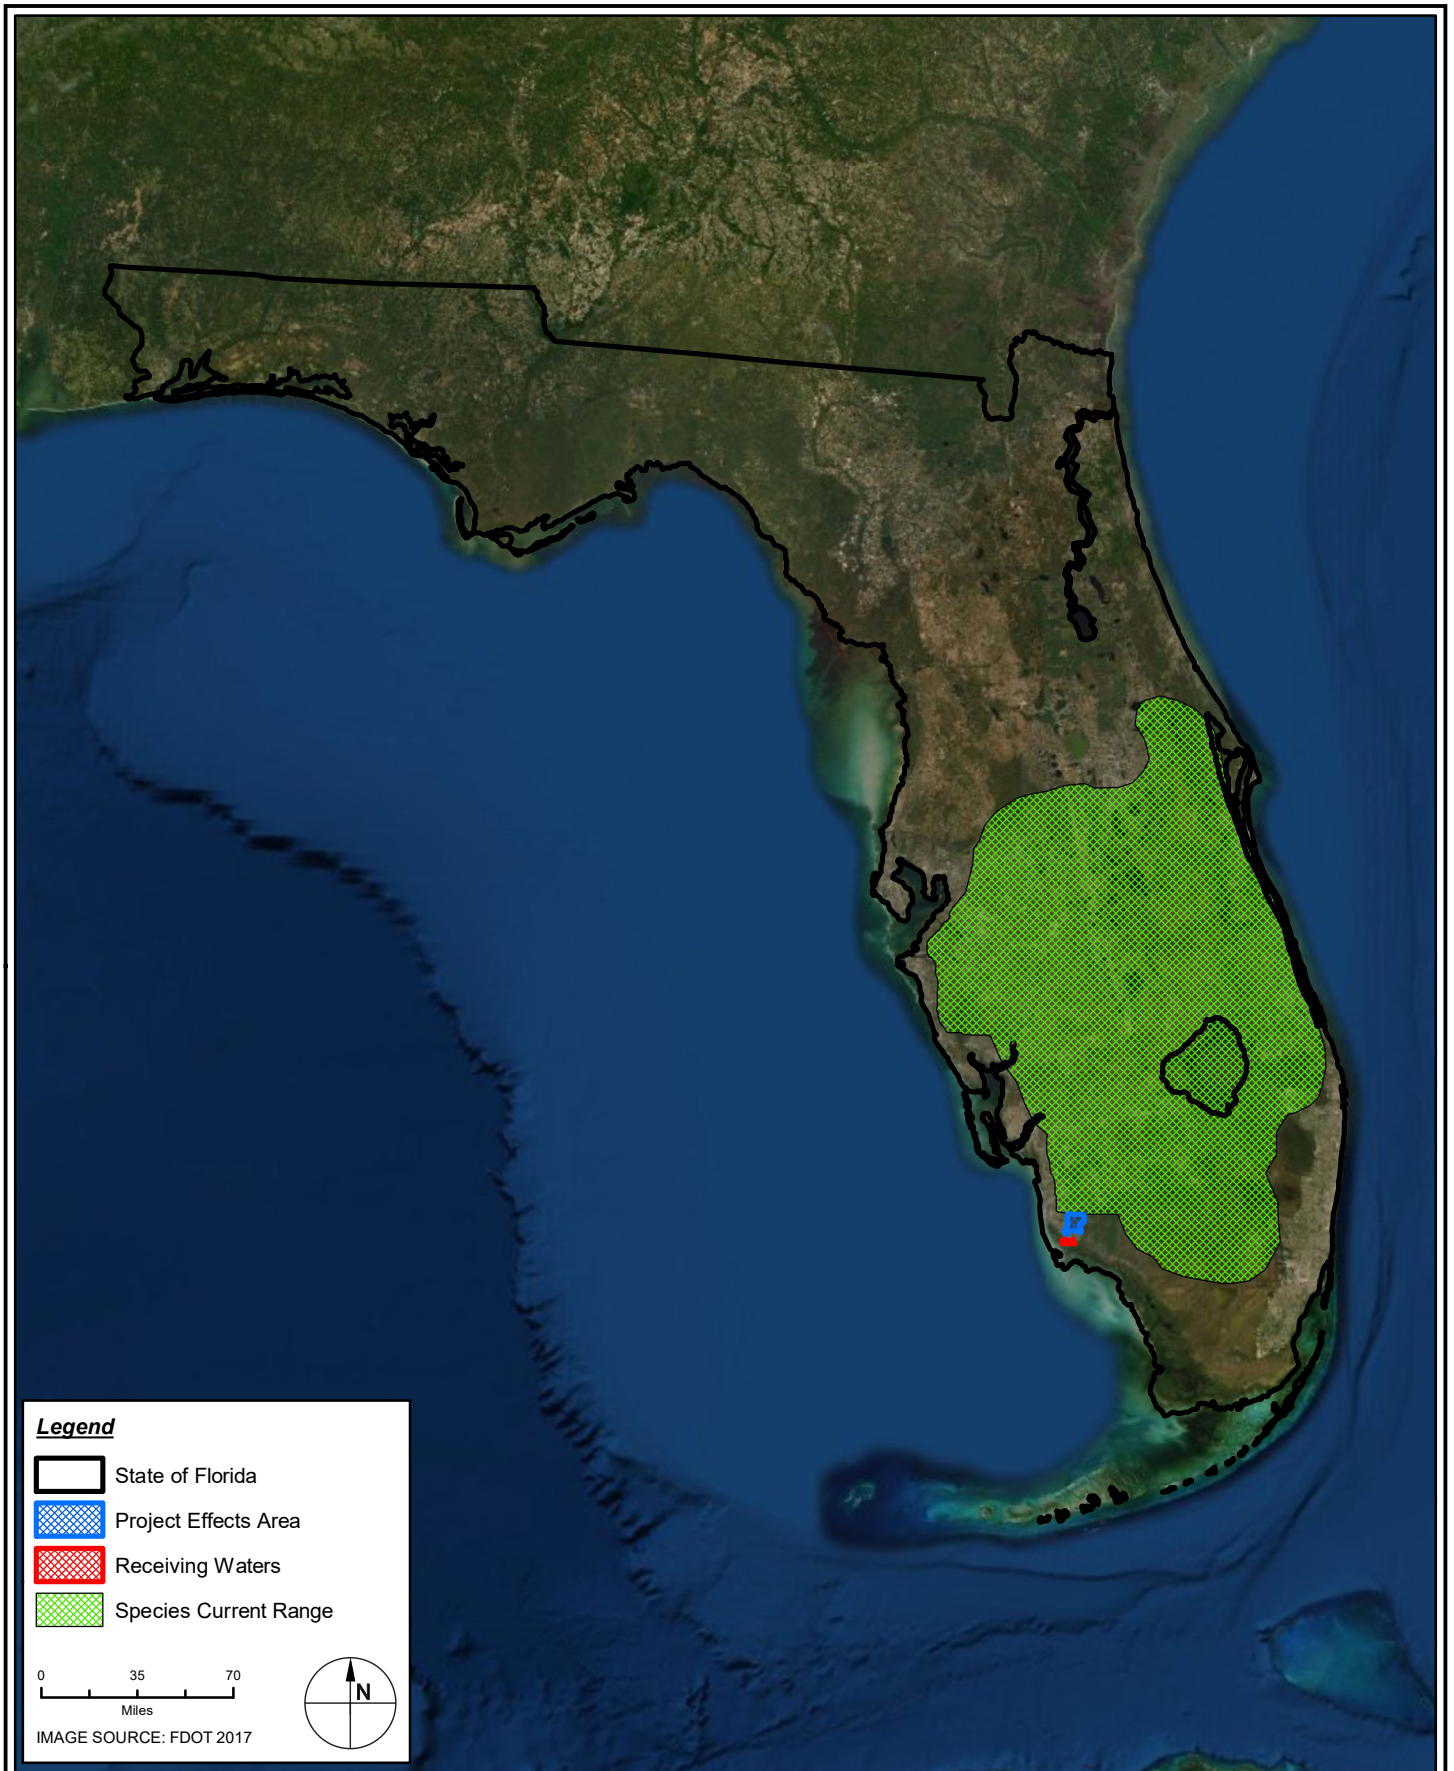 Legend
State of Florida
Project Effects Area
Receiving Waters
Species Current Range
0 35 70
Miles
N
IMAGE SOURCE: FDOT 2017